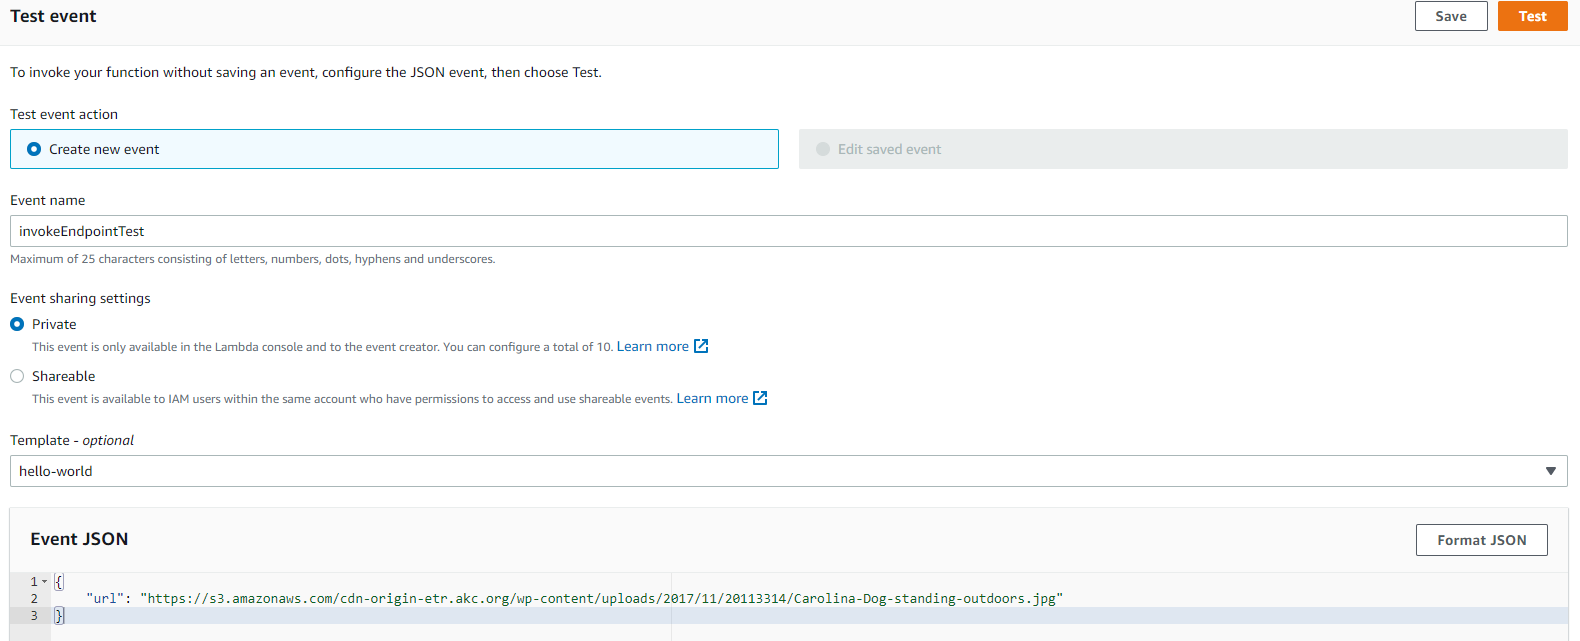 Test event
Save
Test
To invoke your function without saving an event, configure the JSON event, then choose Test.
Test event action
Create new event
Edit saved event
Event name
invokeEndpointTest
Maximum of 25 characters consisting of letters, numbers, dots, hyphens and underscores.
Event sharing settings
Private
This event is only available in the Lambda console and to the event creator. You can configure a total of 10. Learn more
Shareable
This event is available to IAM users within the same account who have permissions to access and use shareable events. Learn more
Template - optional
hello-world
Event JSON
Format JSON
1 {
2 "url": "https://s3.amazonaws.com/cdn-origin-etr.akc.org/wp-content/uploads/2017/11/20113314/Carolina-Dog-standing-outdoors.jpg"
3 }